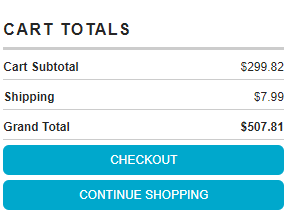 CART TOTALS
Cart Subtotal $299.82
Shipping $7.99
Grand Total $507.81
CHECKOUT
CONTINUE SHOPPING